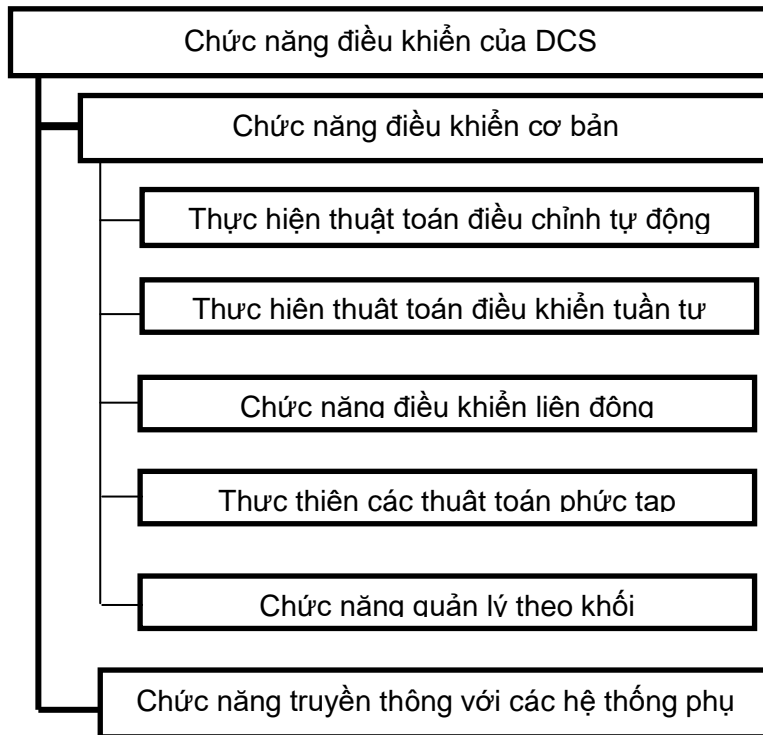 Chức năng điều khiển của DCS
Chức năng điều khiển cơ bản
Thực hiện thuật toán điều chỉnh tự động
Thưc hiên thuât toán điều khiển tuần tư
Chức năng điều khiển liên đông
Thưc thiên các thuât toán phức tap
Chức năng quản lý theo khối
Chức năng truyền thông với các hệ thống phụ